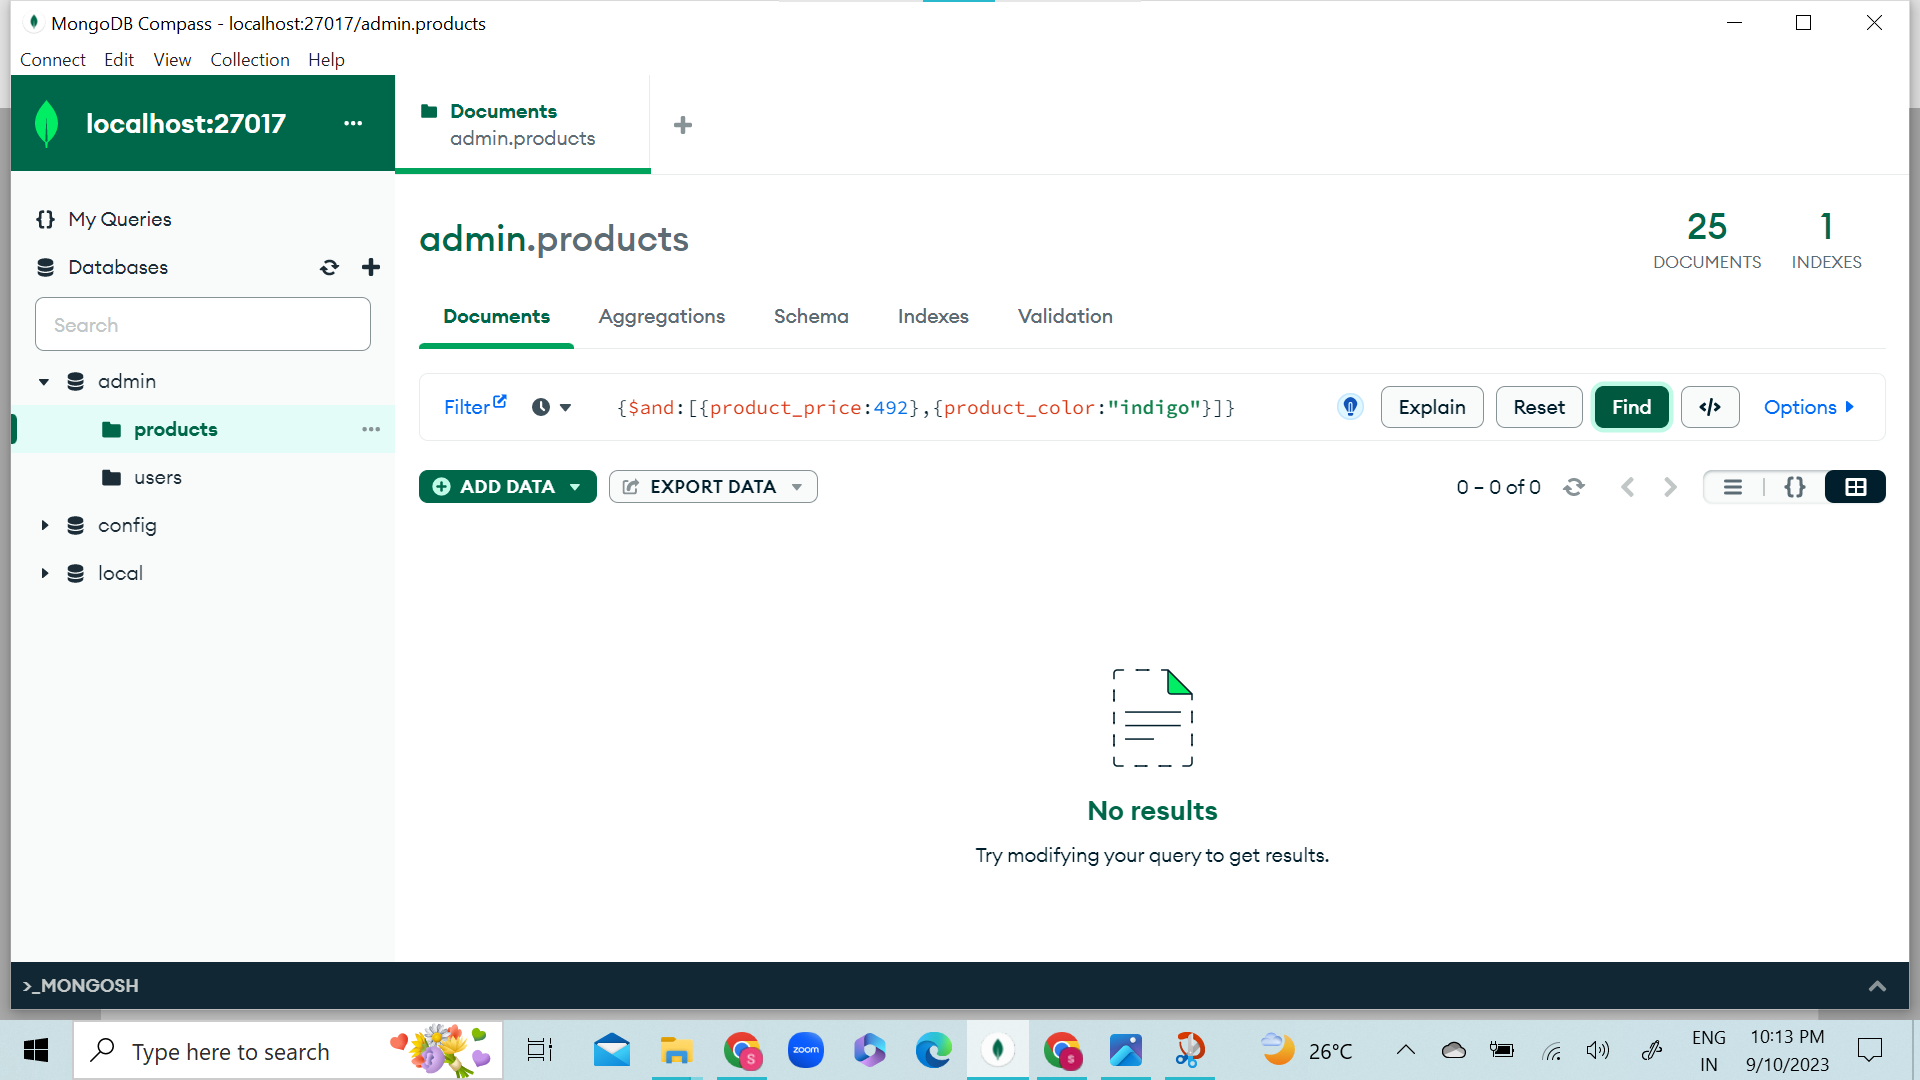 MongoDB Compass - localhost:27017/admin.products
Connect Edit View Collection Help
localhost:27017 ...
Documents
admin.products
+
{} My Queries
Databases
Search
admin
products ...
users
config
local
admin.products
25
DOCUMENTS
1
INDEXES
Documents Aggregations Schema Indexes Validation
Filter {$and:[{product_price:492},{product_color:"indigo"}]} Explain Reset Find </> Options
ADD DATA EXPORT DATA 0 – 0 of 0 {}
No results
Try modifying your query to get results.
>_MONGOSH
Type here to search
S
zoom
S
26°C
ENG
IN
10:13 PM
9/10/2023